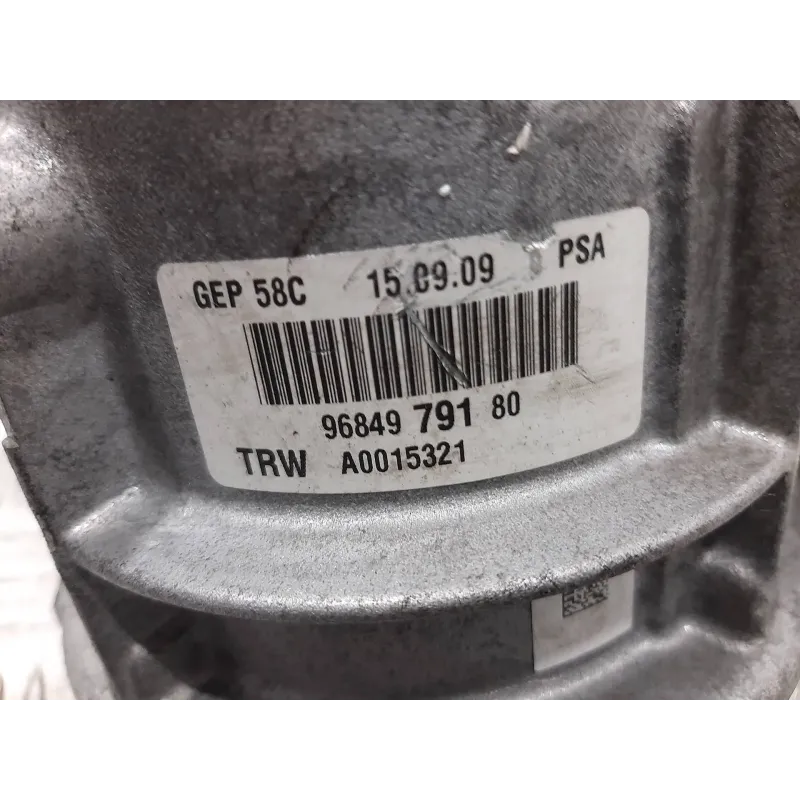 GEP 58C 15.09.09 PSA
96849 791 80
TRW A0015321